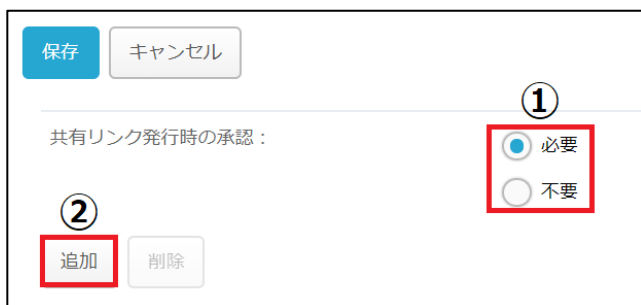 保存 キャンセル
①
共有リンク発行時の承認：
必要
不要
②
追加 削除